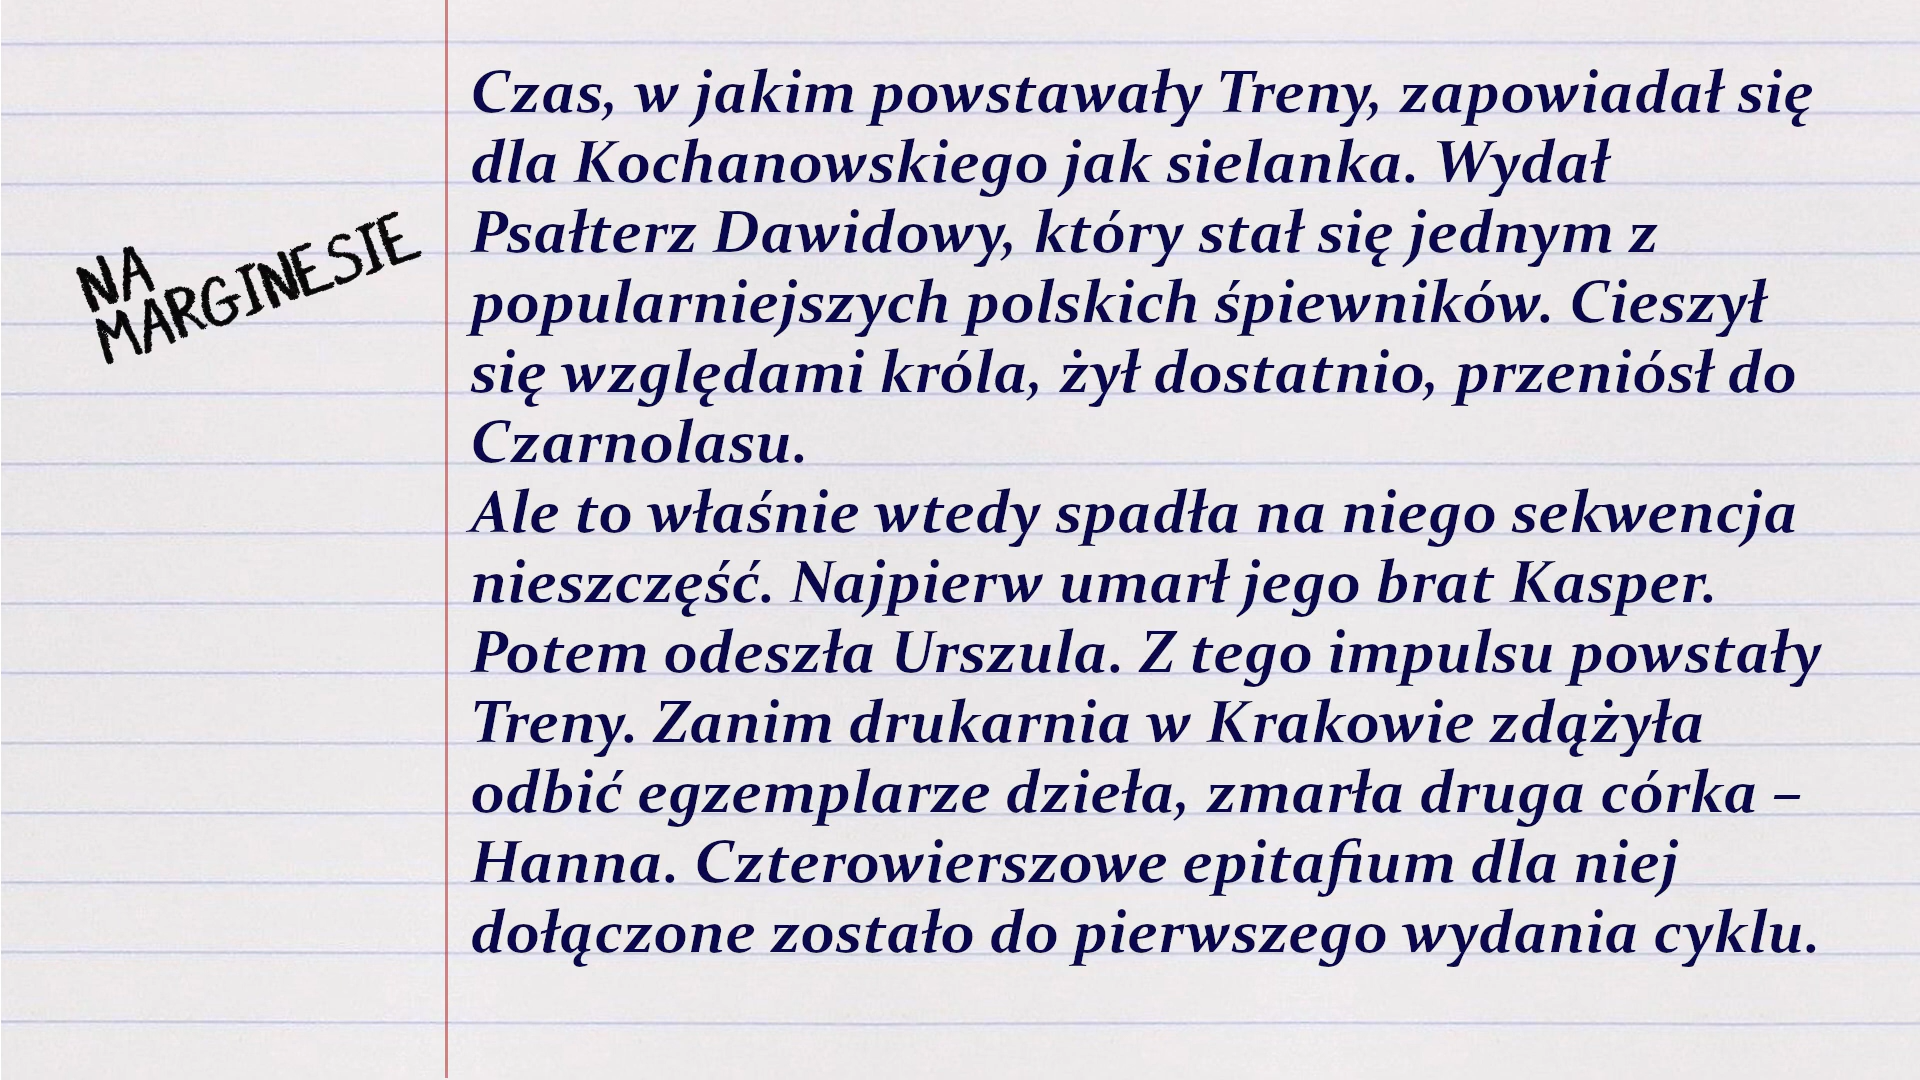 NA
MARGINESIE
Czas, w jakim powstawały Treny, zapowiadał się
dla Kochanowskiego jak sielanka. Wydał
Psałterz Dawidowy, który stał się jednym z
popularniejszych polskich śpiewników. Cieszył
się względami króla, żył dostatnio, przeniósł do
Czarnolasu.
Ale to właśnie wtedy spadła na niego sekwencja
nieszczęść. Najpierw umarł jego brat Kasper.
Potem odeszła Urszula. Z tego impulsu powstały
Treny. Zanim drukarnia w Krakowie zdążyła
odbić egzemplarze dzieła, zmarła druga córka –
Hanna. Czterowierszowe epitafium dla niej
dołączone zostało do pierwszego wydania cyklu.